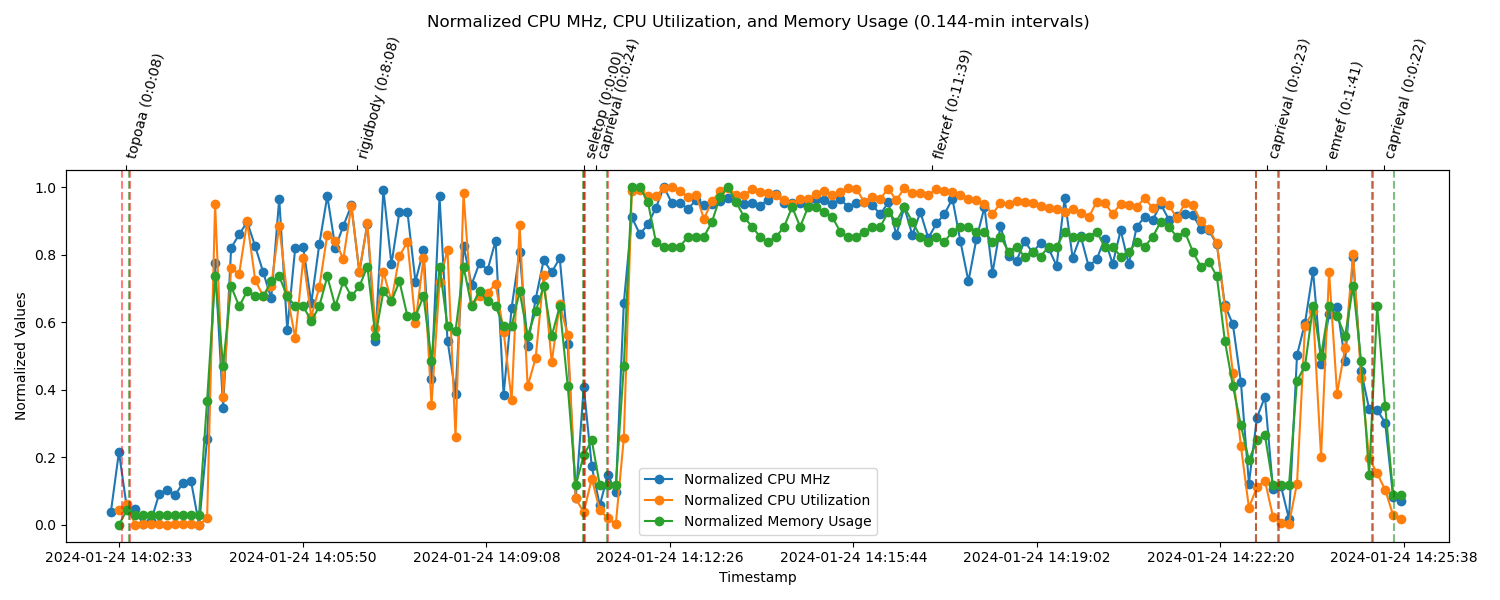 Normalized CPU MHz, CPU Utilization, and Memory Usage (0.144-min intervals)
topoaa (0:0:08)
rigidbody (0:8:08)
seletop (0:0:00)
caprieval (0:0:24)
flexref (0:11:39)
caprieval (0:0:23)
emref (0:1:41)
caprieval (0:0:22)
Normalized Values
1.0
0.8
0.6
0.4
0.2
0.0
Normalized CPU MHz
Normalized CPU Utilization
Normalized Memory Usage
2024-01-24 14:02:33
2024-01-24 14:05:50
2024-01-24 14:09:08
2024-01-24 14:12:26
2024-01-24 14:15:44
2024-01-24 14:19:02
2024-01-24 14:22:20
2024-01-24 14:25:38
Timestamp